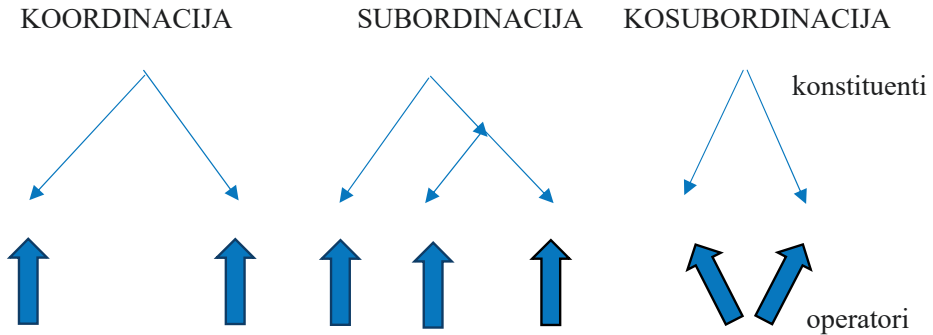 KOORDINACIJA SUBORDINACIJA KOSUBORDINACIJA
konstituenti
operatori